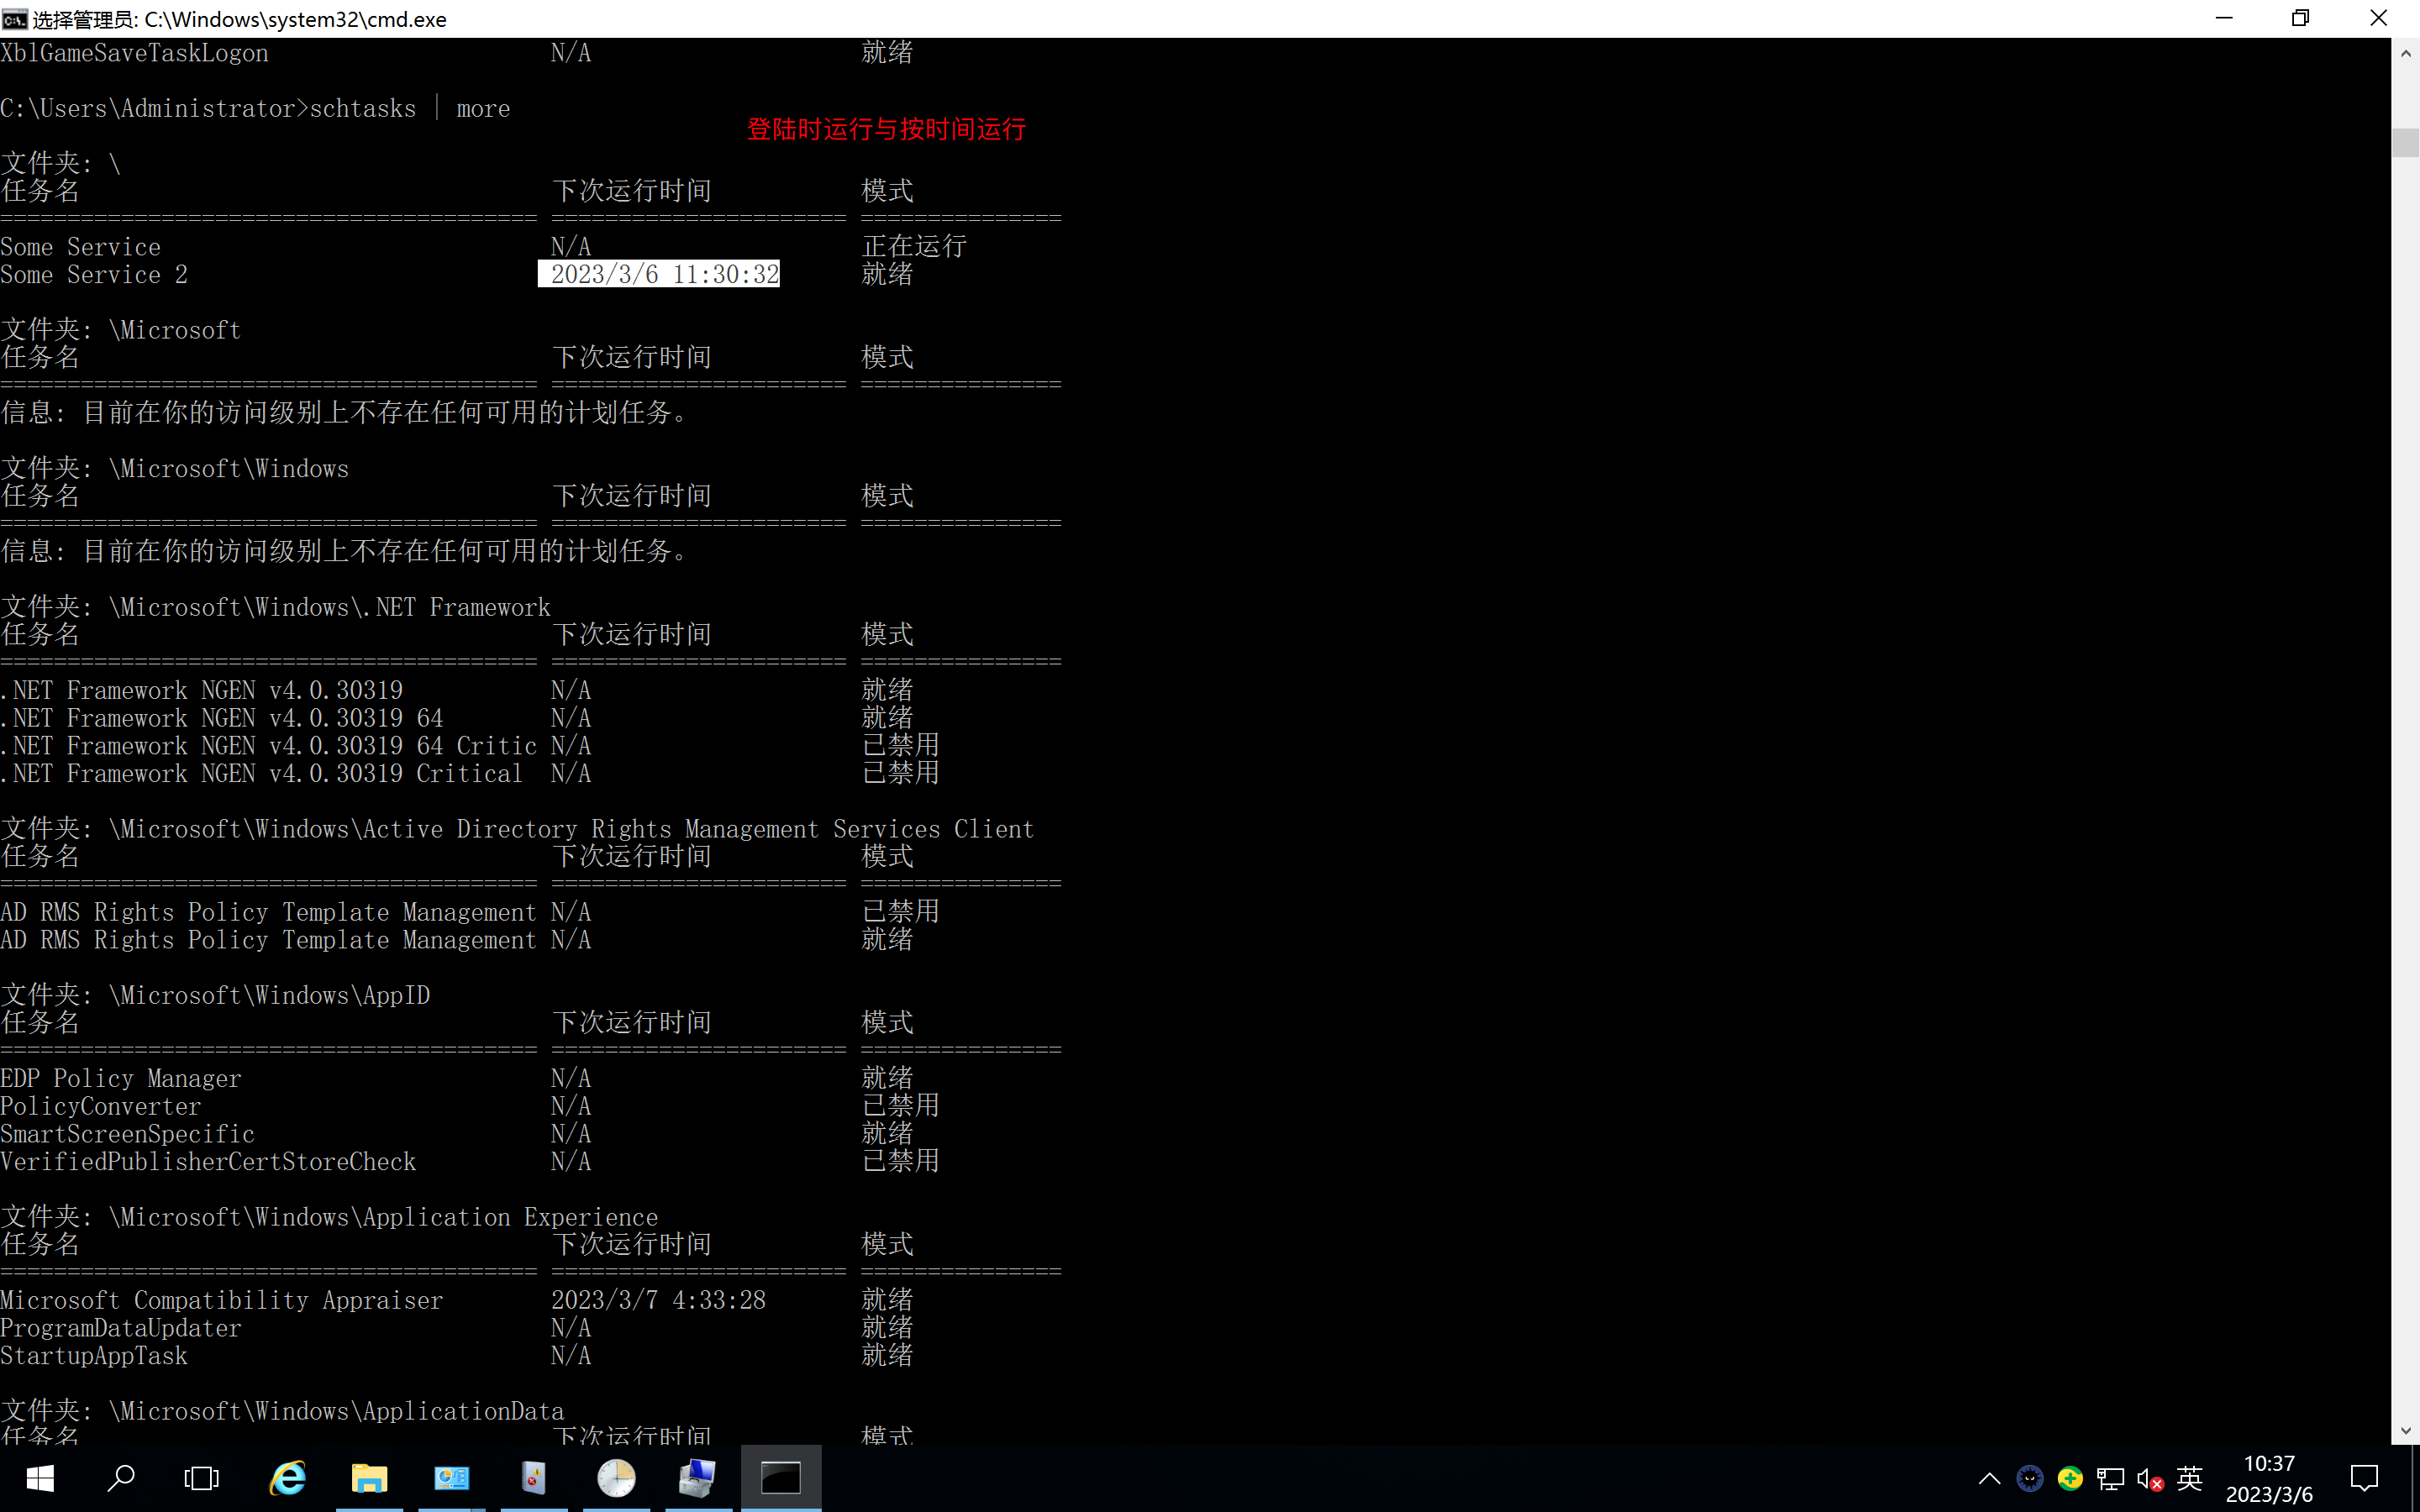 选择管理员: C:\Windows\system32\cmd.exe
XblGameSaveTaskLogon N/A 就绪
C:\Users\Administrator>schtasks | more
登陆时运行与按时间运行
文件夹: \
任务名 下次运行时间 模式
======================================== ====================== ===============
Some Service N/A 正在运行
Some Service 2 2023/3/6 11:30:32 就绪
文件夹: \Microsoft
任务名 下次运行时间 模式
======================================== ====================== ===============
信息: 目前在你的访问级别上不存在任何可用的计划任务。
文件夹: \Microsoft\Windows
任务名 下次运行时间 模式
======================================== ====================== ===============
信息: 目前在你的访问级别上不存在任何可用的计划任务。
文件夹: \Microsoft\Windows\.NET Framework
任务名 下次运行时间 模式
======================================== ====================== ===============
.NET Framework NGEN v4.0.30319 N/A 就绪
.NET Framework NGEN v4.0.30319 64 N/A 就绪
.NET Framework NGEN v4.0.30319 64 Critic N/A 已禁用
.NET Framework NGEN v4.0.30319 Critical N/A 已禁用
文件夹: \Microsoft\Windows\Active Directory Rights Management Services Client
任务名 下次运行时间 模式
======================================== ====================== ===============
AD RMS Rights Policy Template Management N/A 已禁用
AD RMS Rights Policy Template Management N/A 就绪
文件夹: \Microsoft\Windows\AppID
任务名 下次运行时间 模式
======================================== ====================== ===============
EDP Policy Manager N/A 就绪
PolicyConverter N/A 已禁用
SmartScreenSpecific N/A 就绪
VerifiedPublisherCertStoreCheck N/A 已禁用
文件夹: \Microsoft\Windows\Application Experience
任务名 下次运行时间 模式
======================================== ====================== ===============
Microsoft Compatibility Appraiser 2023/3/7 4:33:28 就绪
ProgramDataUpdater N/A 就绪
StartupAppTask N/A 就绪
文件夹: \Microsoft\Windows\ApplicationData
任务名 下次运行时间 模式
英
10:37
2023/3/6